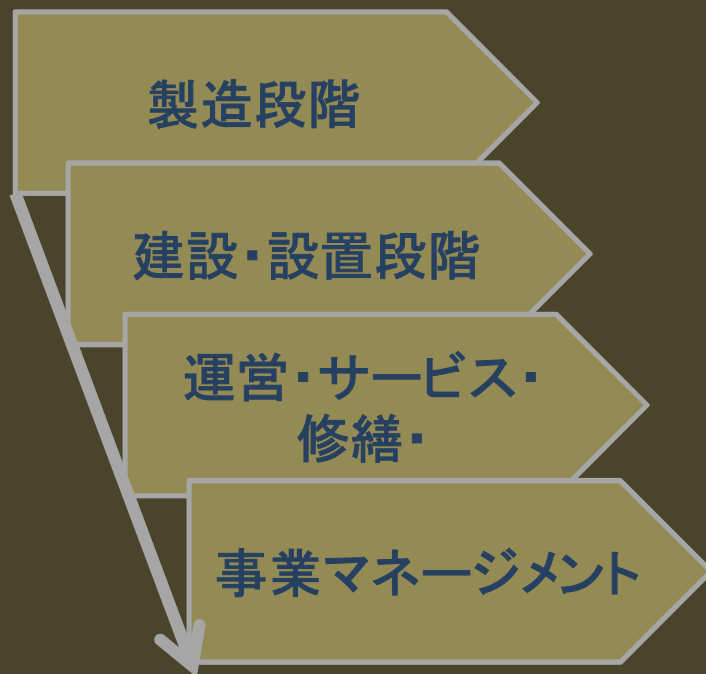 製造段階
建設・設置段階
運営・サービス・
修繕・
事業マネージメント